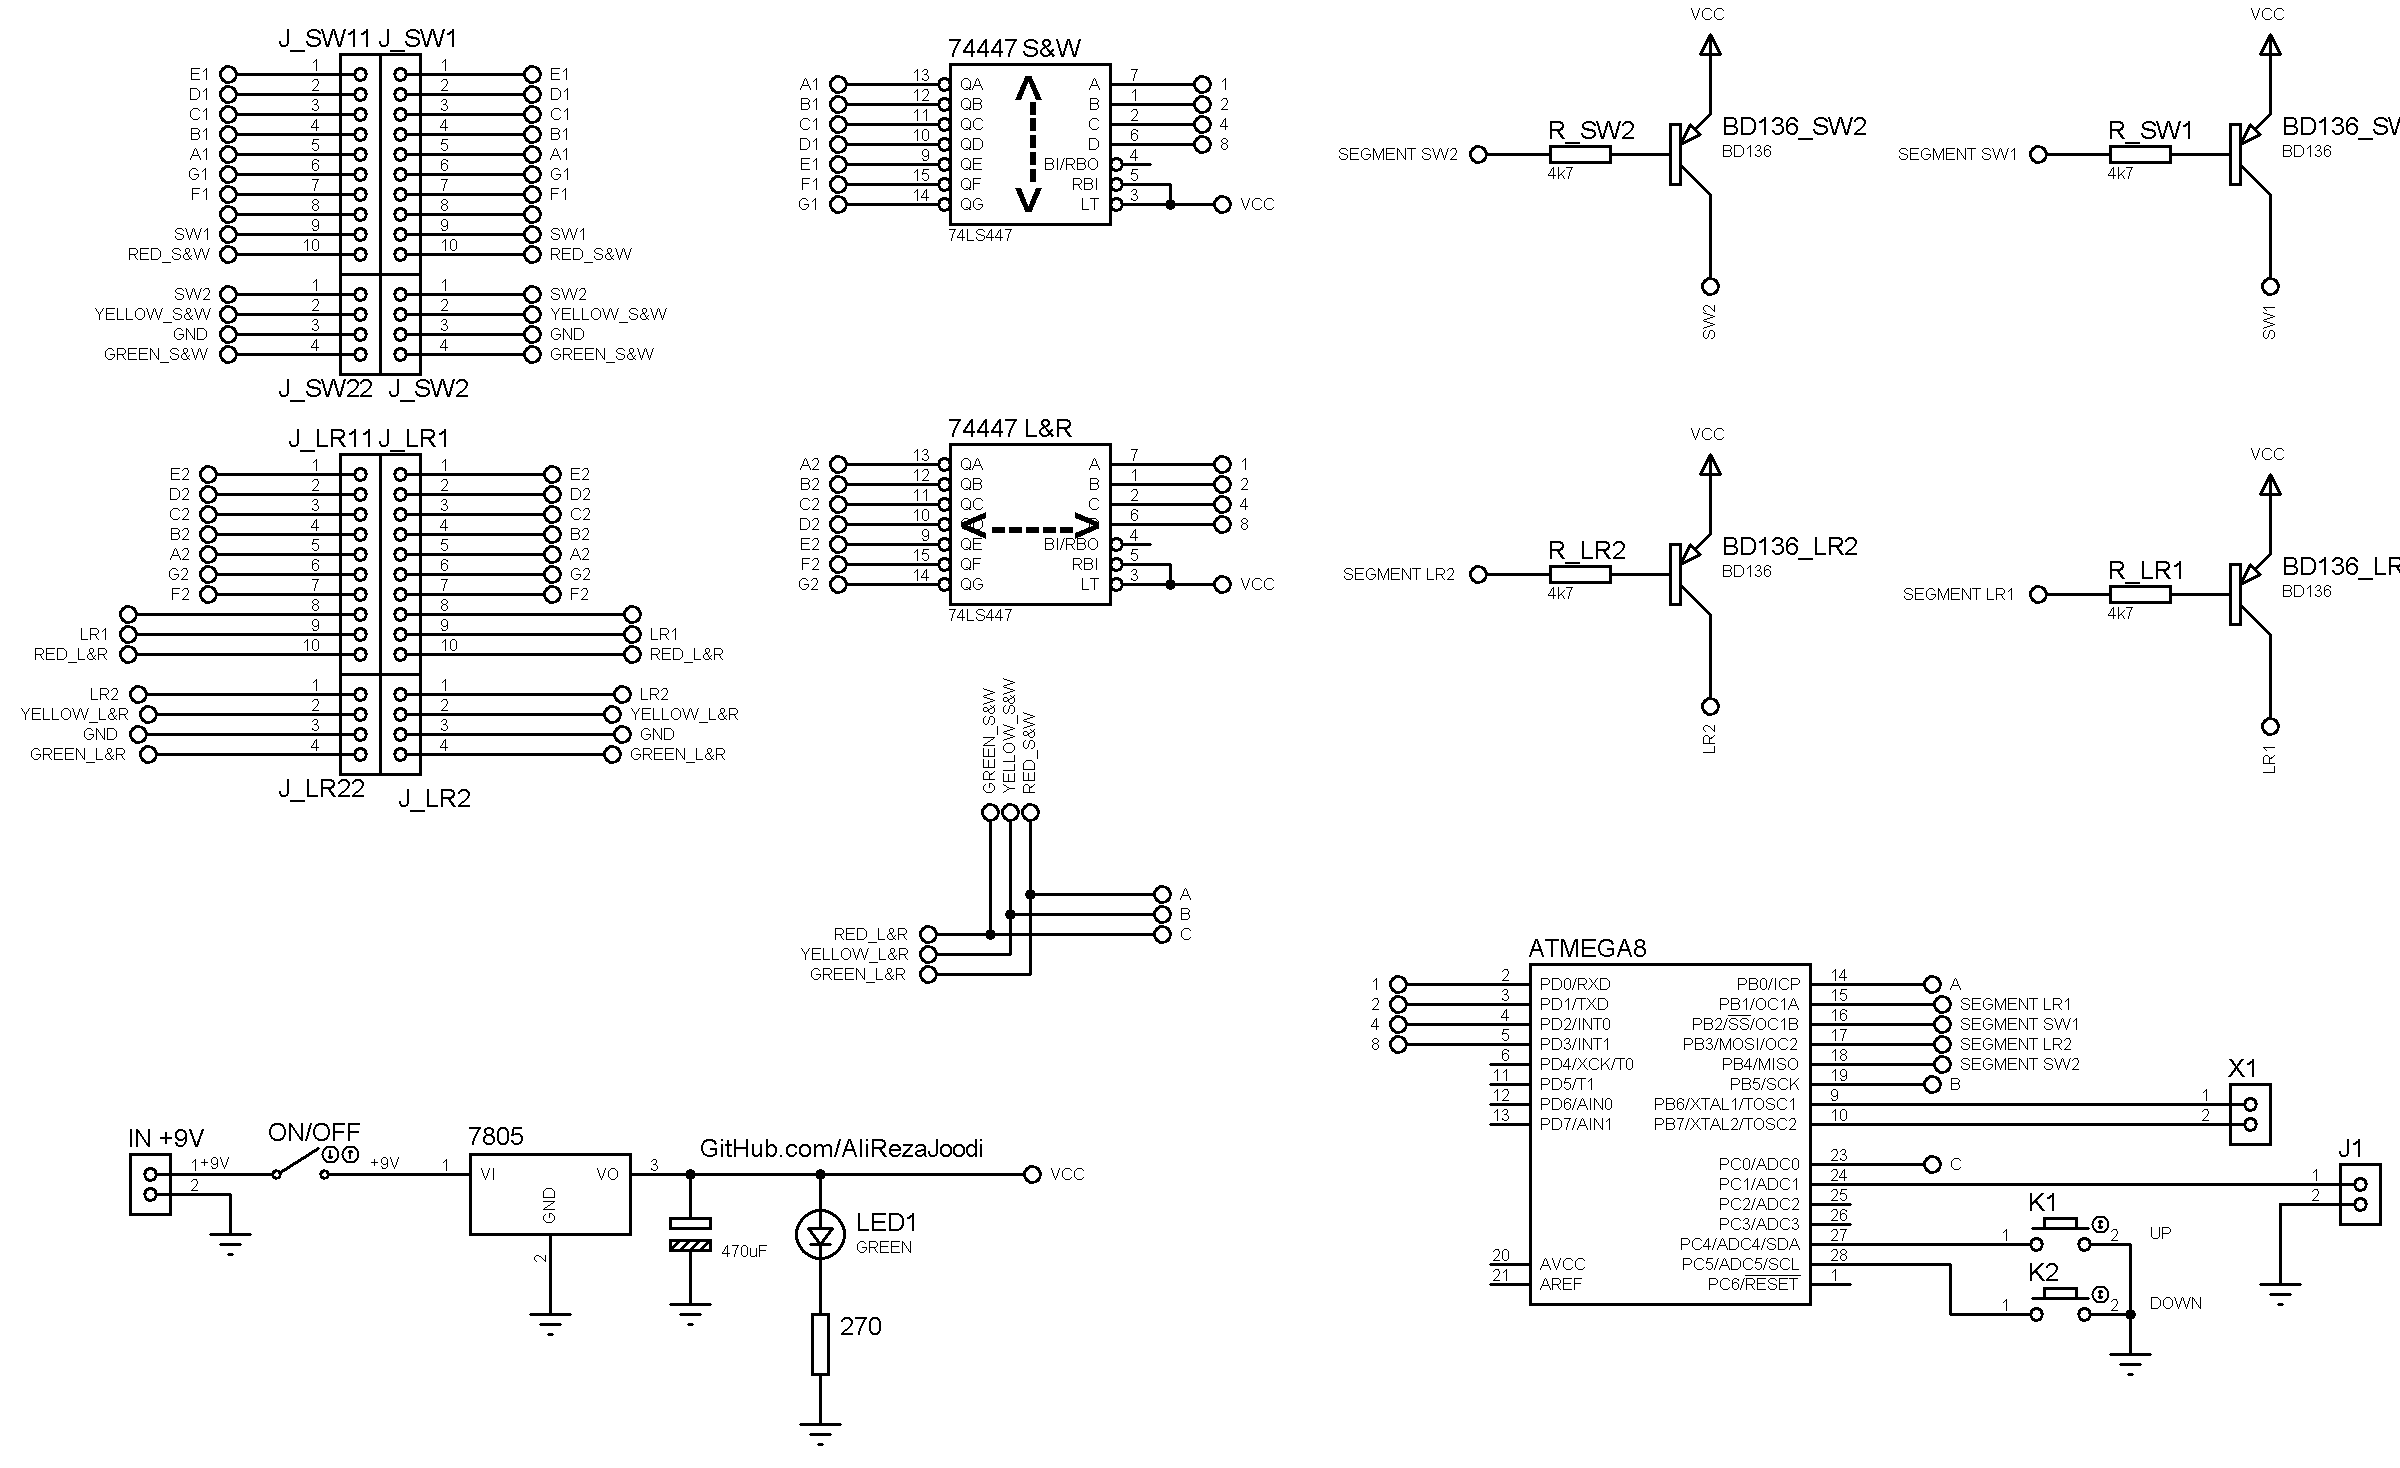 J_SW11 J_SW1
E1 1 1 E1
D1 2 2 D1
C1 3 3 C1
B1 4 4 B1
A1 5 5 A1
G1 6 6 G1
F1 7 7 F1
8 8
SW1 9 9 SW1
RED_S&W 10 10 RED_S&W
SW2 1 1 SW2
YELLOW_S&W 2 2 YELLOW_S&W
GND 3 3 GND
GREEN_S&W 4 4 GREEN_S&W
J_SW22 J_SW2
J_LR11 J_LR1
E2 1 1 E2
D2 2 2 D2
C2 3 3 C2
B2 4 4 B2
A2 5 5 A2
G2 6 6 G2
F2 7 7 F2
8 8
LR1 9 9 LR1
RED_L&R 10 10 RED_L&R
LR2 1 1 LR2
YELLOW_L&R 2 2 YELLOW_L&R
GND 3 3 GND
GREEN_L&R 4 4 GREEN_L&R
J_LR22 J_LR2
74447 S&W
A1 13 QA A 7 1
B1 12 QB B 1 2
C1 11 QC C 2 4
D1 10 QD D 6 8
E1 9 QE BI/RBO 4
F1 15 QF RBI 5
G1 14 QG LT 3 VCC
74LS447
74447 L&R
A2 13 QA A 7 1
B2 12 QB B 1 2
C2 11 QC C 2 4
D2 10 6 8
E2 9 QE BI/RBO 4
F2 15 QF RBI 5
G2 14 QG LT 3 VCC
74LS447
GREEN_S&W
YELLOW_S&W
RED_S&W
A
B
RED_L&R C
YELLOW_L&R
GREEN_L&R
VCC
SEGMENT SW2 R_SW2 4k7 BD136_SW2
BD136
SW2
VCC
SEGMENT SW1 R_SW1 4k7 BD136_SW
BD136
SW1
VCC
SEGMENT LR2 R_LR2 4k7 BD136_LR2
BD136
LR2
VCC
SEGMENT LR1 R_LR1 4k7 BD136_LR
BD136
LR1
IN +9V
1 +9V
2
ON/OFF
+9V
7805
1 VI VO 3
GND
2
GitHub.com/AliRezaJoodi
VCC
470uF
LED1
GREEN
270
ATMEGA8
1 2 PD0/RXD PB0/ICP 14 A
2 3 PD1/TXD PB1/OC1A 15 SEGMENT LR1
4 4 PD2/INT0 PB2/SS/OC1B 16 SEGMENT SW1
8 5 PD3/INT1 PB3/MOSI/OC2 17 SEGMENT LR2
6 PD4/XCK/T0 PB4/MISO 18 SEGMENT SW2
11 PD5/T1 PB5/SCK 19 B
12 PD6/AIN0 PB6/XTAL1/TOSC1 9 1
13 PD7/AIN1 PB7/XTAL2/TOSC2 10 2
X1
PC0/ADC0 23 C
PC1/ADC1 24 1
PC2/ADC2 25 2
J1
PC3/ADC3 26
PC4/ADC4/SDA 27
20 AVCC PC5/ADC5/SCL 28
21 AREF PC6/RESET 1
K1
1 2 UP
K2
1 2 DOWN